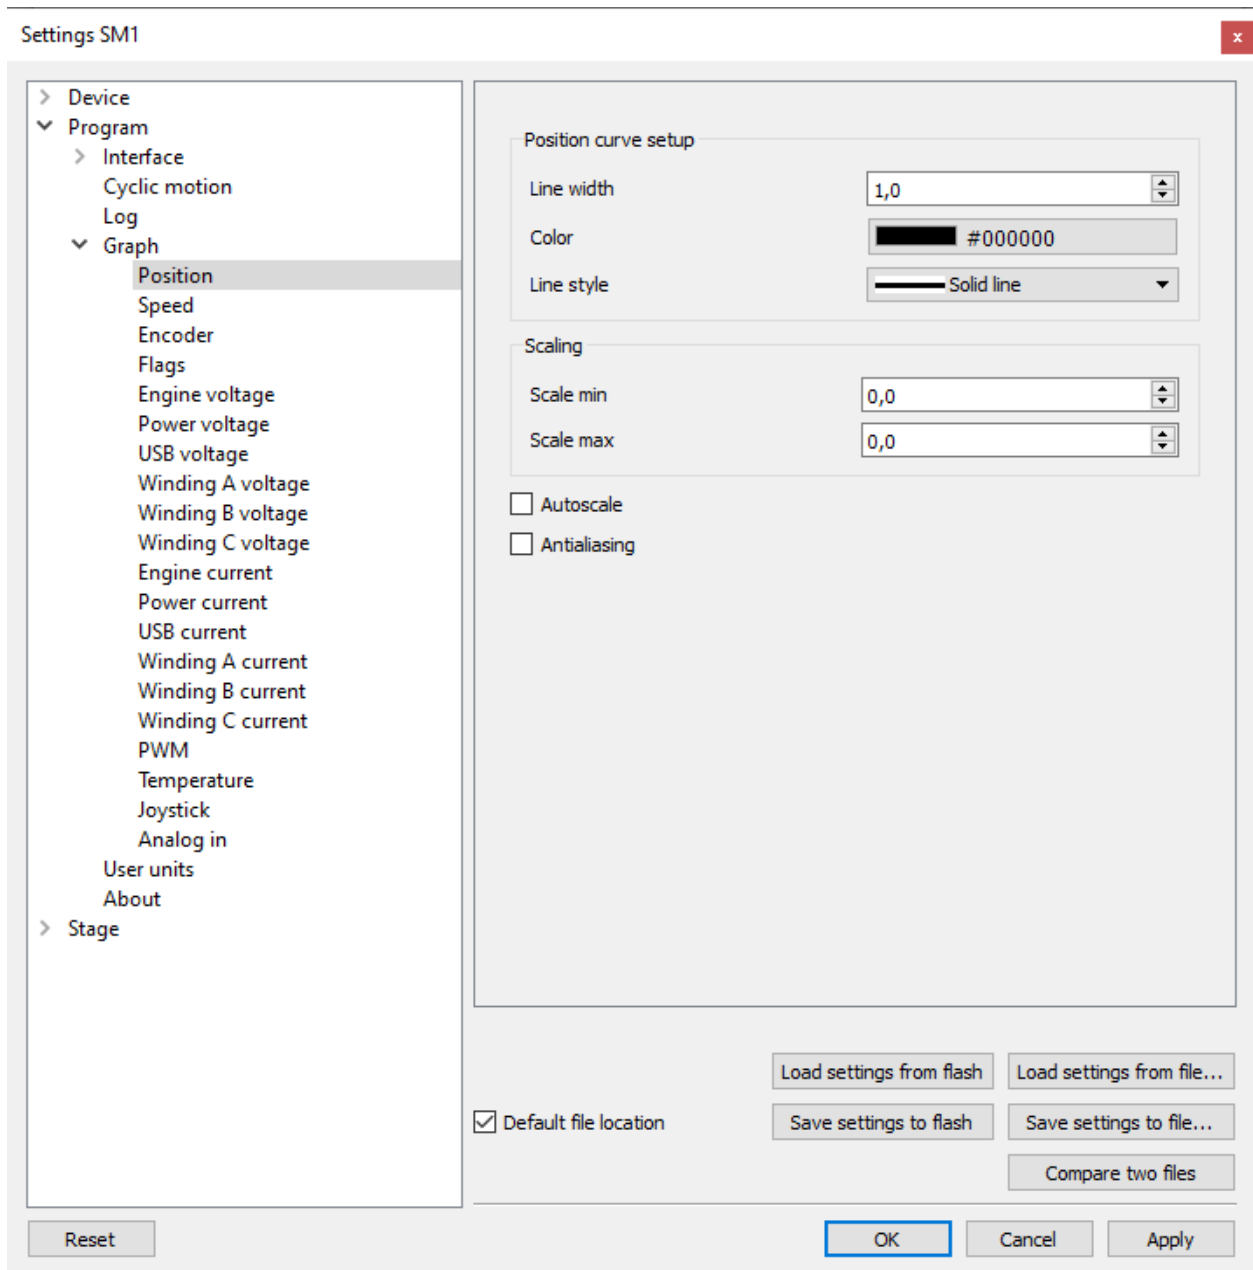 Settings SM1
x
Device
Program
Interface
Cyclic motion
Log
Graph
Position
Speed
Encoder
Flags
Engine voltage
Power voltage
USB voltage
Winding A voltage
Winding B voltage
Winding C voltage
Engine current
Power current
USB current
Winding A current
Winding B current
Winding C current
PWM
Temperature
Joystick
Analog in
User units
About
Stage
Position curve setup
Line width 1,0
Color #000000
Line style Solid line
Scaling
Scale min 0,0
Scale max 0,0
Autoscale
Antialiasing
Load settings from flash Load settings from file...
Default file location Save settings to flash Save settings to file...
Compare two files
Reset OK Cancel Apply